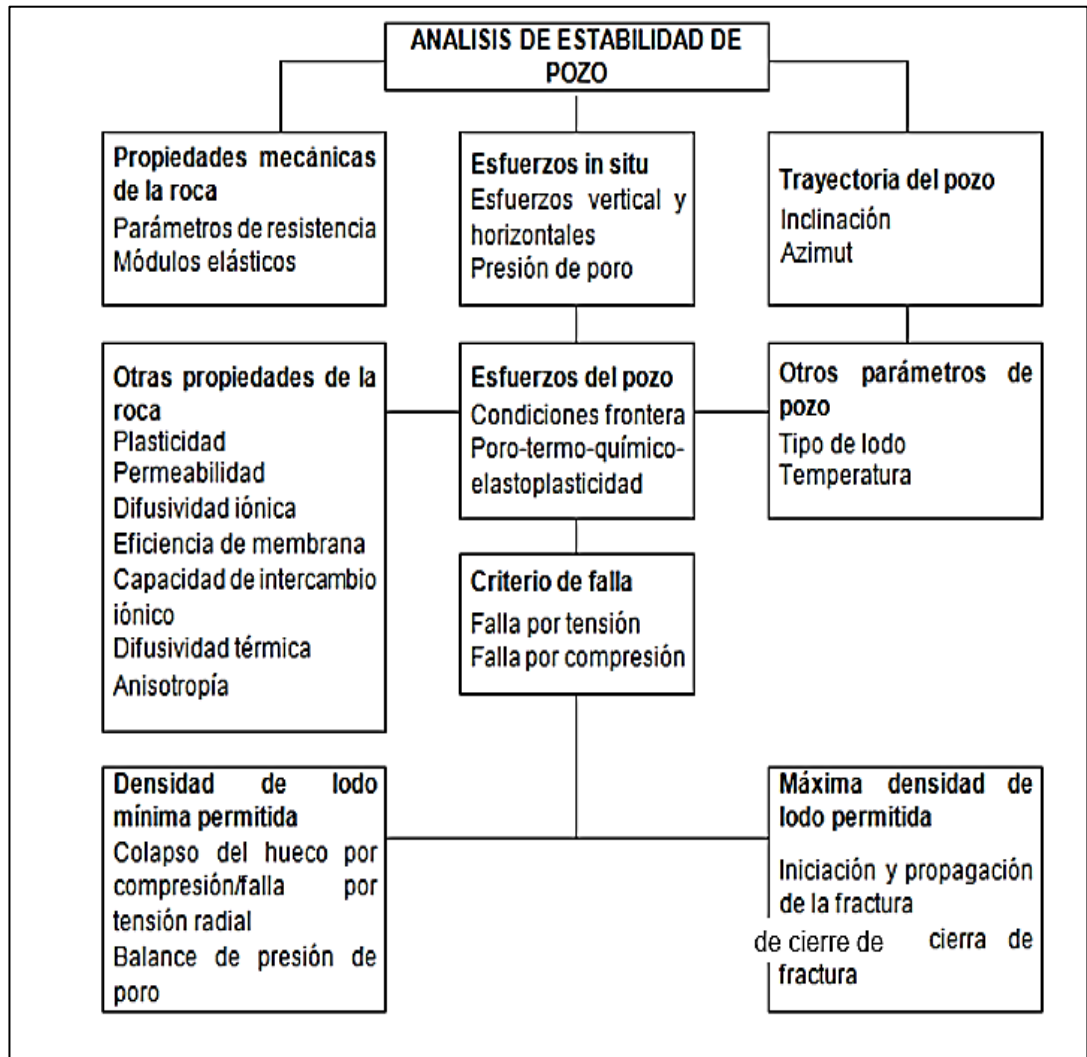 ANALISIS DE ESTABILIDAD DE
POZO
Propiedades mecánicas
de la roca
Parámetros de resistencia
Módulos elásticos
Esfuerzos in situ
Esfuerzos vertical y
horizontales
Presión de poro
Trayectoria del pozo
Inclinación
Azimut
Otras propiedades de la
roca
Plasticidad
Permeabilidad
Difusividad iónica
Eficiencia de membrana
Capacidad de intercambio
iónico
Difusividad térmica
Anisotropía
Esfuerzos del pozo
Condiciones frontera
Poro-termo-químico-
elastoplasticidad
Otros parámetros de
pozo
Tipo de lodo
Temperatura
Criterio de falla
Falla por tensión
Falla por compresión
Densidad de lodo
mínima permitida
Colapso del hueco por
compresión/falla por
tensión radial
Balance de presión de
poro
Máxima densidad de
lodo permitida
Iniciación y propagación
de la fractura
de cierre de cierra de
fractura